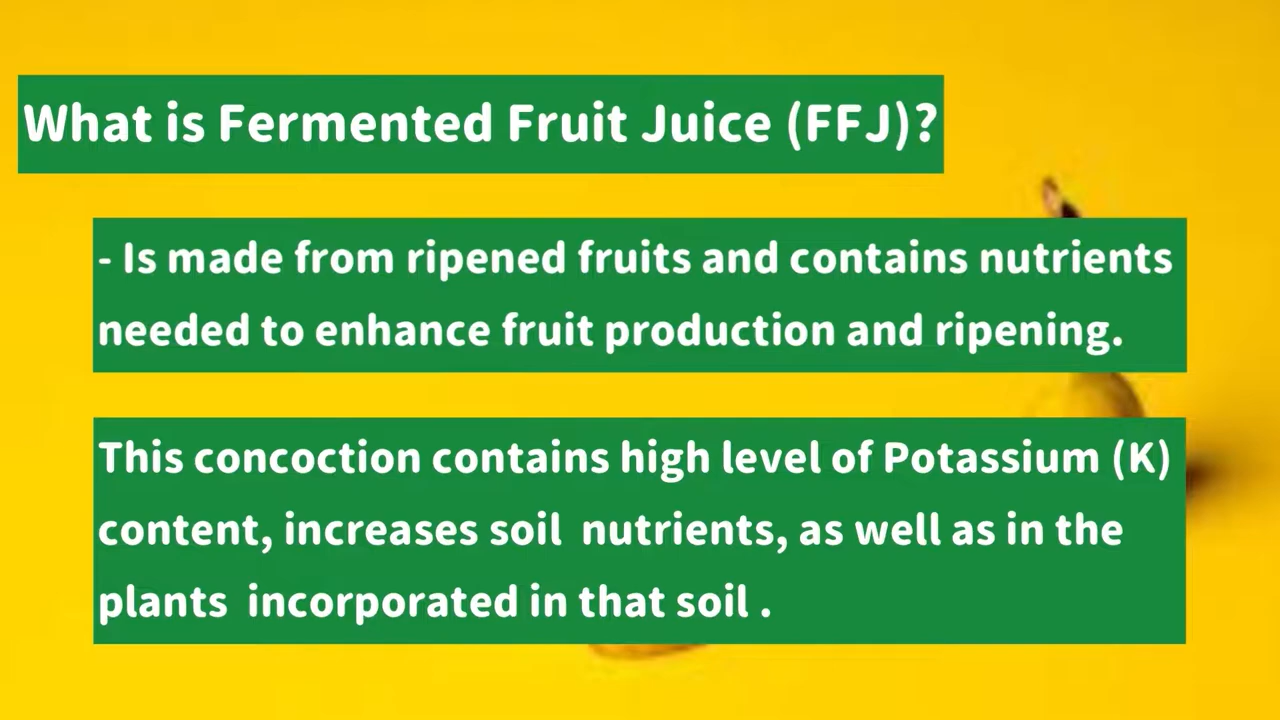 What is Fermented Fruit Juice (FFJ)?
- Is made from ripened fruits and contains nutrients
needed to enhance fruit production and ripening.
This concoction contains high level of Potassium (K)
content, increases soil  nutrients, as well as in the
plants  incorporated in that soil .